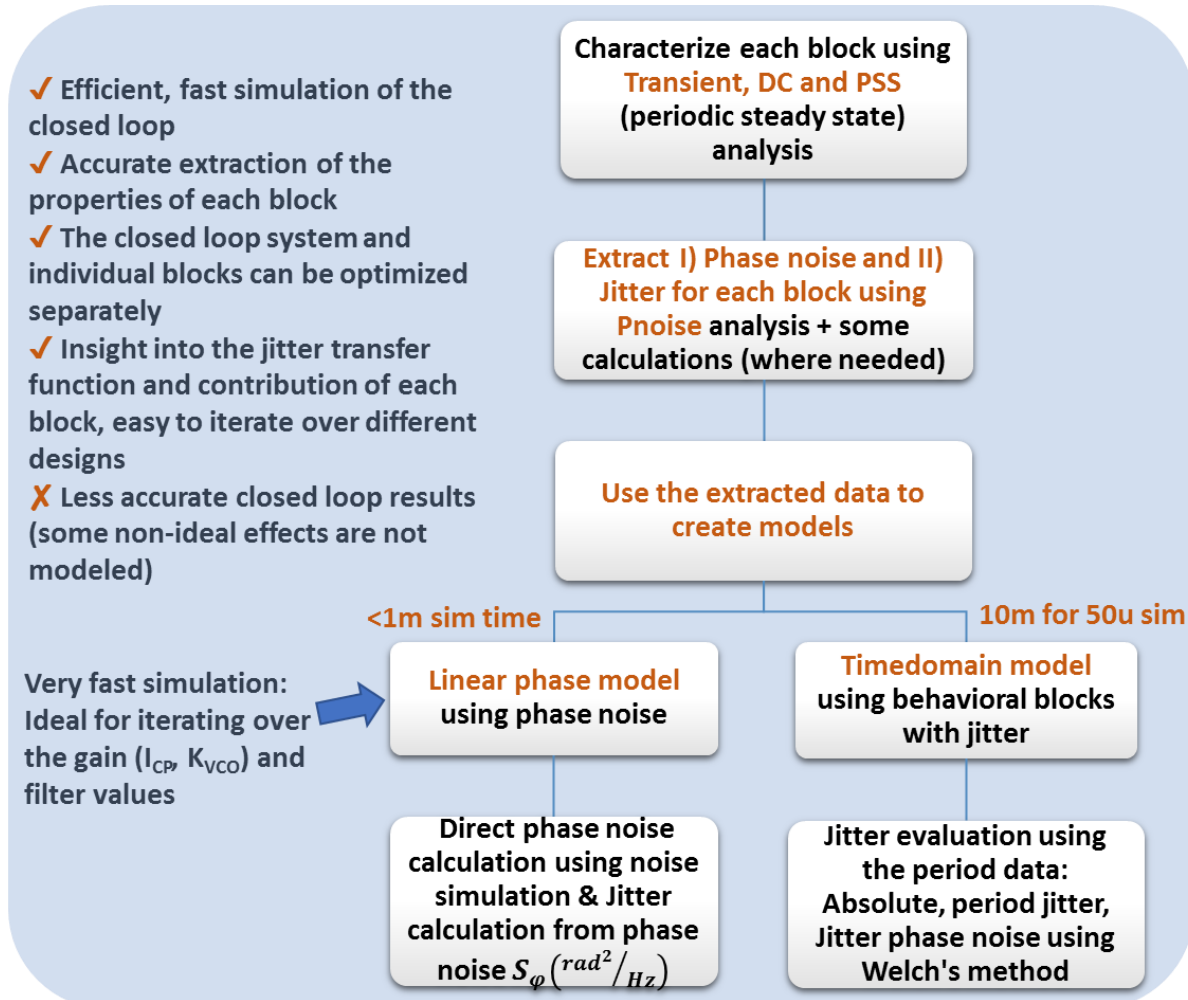 Characterize each block using
Transient, DC and PSS
(periodic steady state)
analysis
✓ Efficient, fast simulation of the
closed loop
✓ Accurate extraction of the
properties of each block
✓ The closed loop system and
individual blocks can be optimized
separately
✓ Insight into the jitter transfer
function and contribution of each
block, easy to iterate over different
designs
✗ Less accurate closed loop results
(some non-ideal effects are not
modeled)
Extract I) Phase noise and II)
Jitter for each block using
Pnoise analysis + some
calculations (where needed)
Use the extracted data to
create models
<1m sim time
10m for 50u sim
Very fast simulation:
Ideal for iterating over
the gain (I_CP, K_VCO) and
filter values
Linear phase model
using phase noise
Timedomain model
using behavioral blocks
with jitter
Direct phase noise
calculation using noise
simulation & Jitter
calculation from phase
noise S_φ(rad²/Hz)
Jitter evaluation using
the period data:
Absolute, period jitter,
Jitter phase noise using
Welch's method